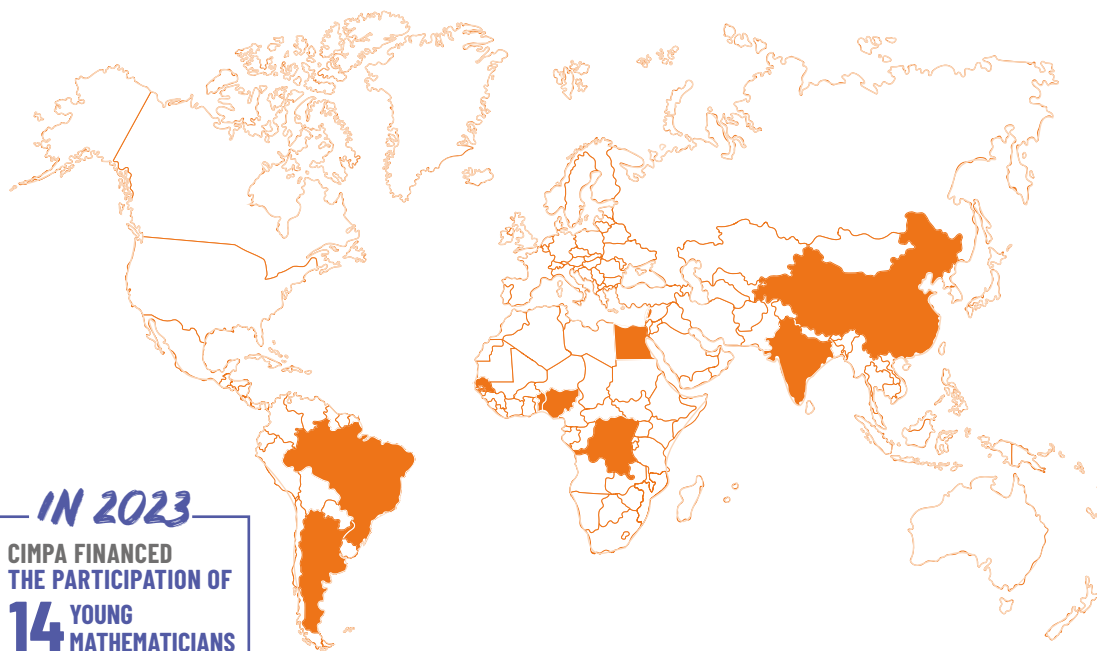 IN 2023
CIMPA FINANCED
THE PARTICIPATION OF
14 YOUNG
MATHEMATICIANS